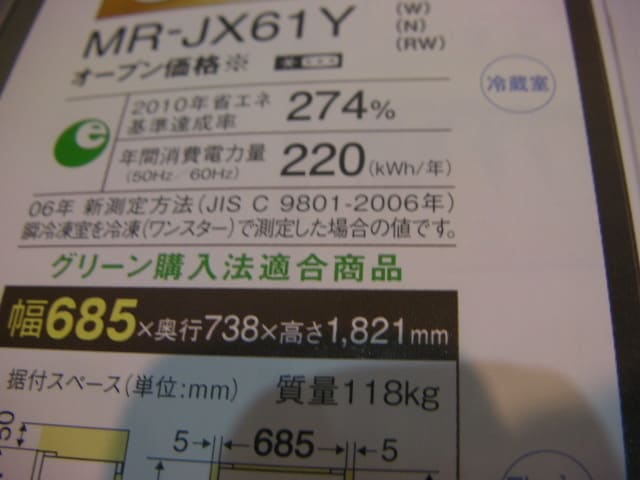 MR-JX61Y (W)
(N)
(RW)
オープン価格※
冷蔵室
2010年省エネ
基準達成率 274%
年間消費電力量
(50Hz/60Hz) 220(kWh/年)
06年 新測定方法(JIS C 9801-2006年)
瞬冷凍室を冷凍(ワンスター)で測定した場合の値です。
グリーン購入法適合商品
幅685×奥行738×高さ1,821mm
据付スペース(単位:mm) 質量118kg
50
5 685 5